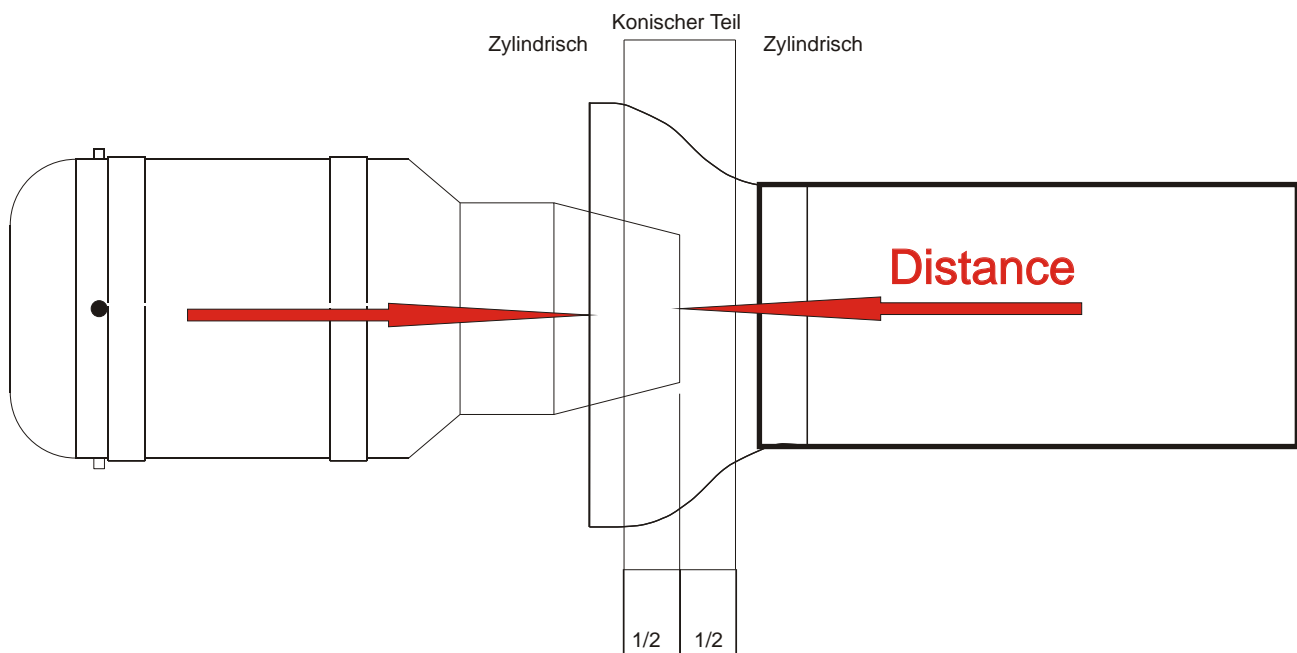 Konischer Teil
Zylindrisch
Zylindrisch
Distance
1/2
1/2